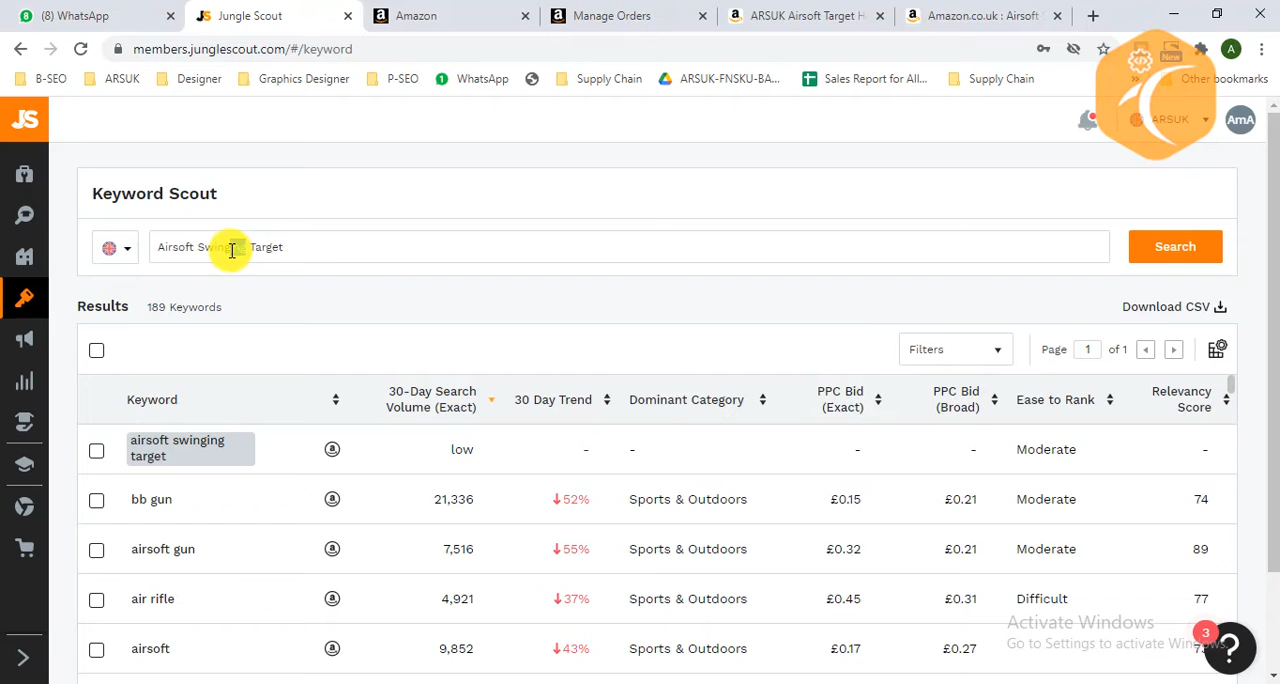 (8) WhatsApp
Jungle Scout
Amazon
Manage Orders
ARSUK Airsoft Target H
Amazon.co.uk : Airsoft
members.junglescout.com/#/keyword
A
B-SEO
ARSUK
Designer
Graphics Designer
P-SEO
WhatsApp
Supply Chain
ARSUK-FNSKU-BA...
Sales Report for All...
Supply Chain
Other bookmarks
New
JS
ARSUK
AmA
Keyword Scout
Airsoft Swinging Target
Search
Results 189 Keywords
Download CSV
Filters
Page 1 of 1
Keyword
30-Day Search
Volume (Exact)
30 Day Trend
Dominant Category
PPC Bid
(Exact)
PPC Bid
(Broad)
Ease to Rank
Relevancy
Score
airsoft swinging
target
low - - - - Moderate -
bb gun 21,336 52% Sports & Outdoors £0.15 £0.21 Moderate 74
airsoft gun 7,516 55% Sports & Outdoors £0.32 £0.21 Moderate 89
air rifle 4,921 37% Sports & Outdoors £0.45 £0.31 Difficult 77
airsoft 9,852 43% Sports & Outdoors £0.17 £0.27 Moderate
Activate Windows
Go to Settings to activate Windows.
3
?